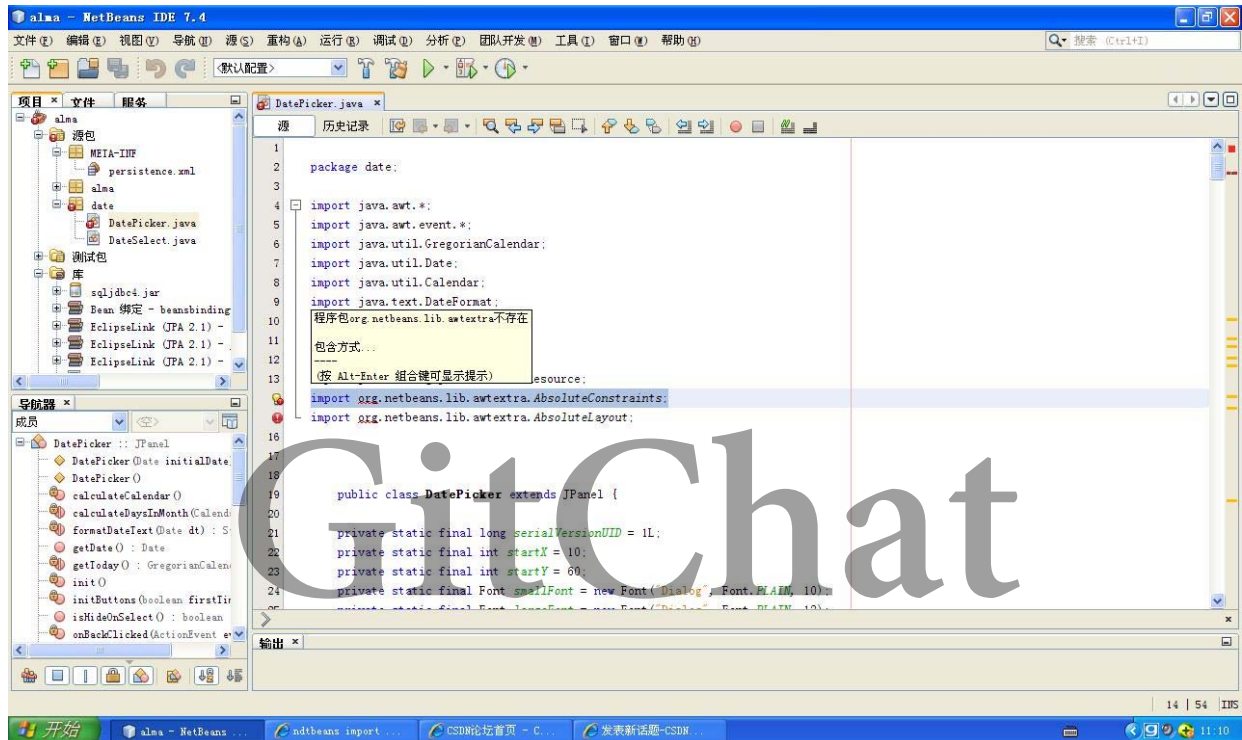 alma - NetBeans IDE 7.4
文件(F) 编辑(E) 视图(V) 导航(N) 源(S) 重构(A) 运行(R) 调试(D) 分析(P) 团队开发(M) 工具(T) 窗口(W) 帮助(H)
搜索 (Ctrl+I)
<默认配置>
项目 × 文件 服务
alma
源包
META-INF
persistence.xml
alma
date
DatePicker.java
DateSelect.java
测试包
库
sqljdbc4.jar
Bean 绑定 - beansbinding
EclipseLink (JPA 2.1) -
EclipseLink (JPA 2.1) -
EclipseLink (JPA 2.1) -
导航器 ×
成员
<空>
DatePicker :: JPanel
DatePicker(Date initialDate
DatePicker()
calculateCalendar()
calculateDaysInMonth(Calend
formatDateText(Date dt) : S
getDate() : Date
getToday() : GregorianCalen
init()
initButtons(boolean firstTim
isHideOnSelect() : boolean
onBackClicked(ActionEvent e
DatePicker.java ×
源 历史记录
1
2 package date;
3
4 import java.awt.*;
5 import java.awt.event.*;
6 import java.util.GregorianCalendar;
7 import java.util.Date;
8 import java.util.Calendar;
9 import java.text.DateFormat;
10 程序包org.netbeans.lib.awtextra不存在
11 包含方式...
12 ----
(按 Alt-Enter 组合键可显示提示)
13 esource;
import org.netbeans.lib.awtextra.AbsoluteConstraints;
import org.netbeans.lib.awtextra.AbsoluteLayout;
16
17
18
19 public class DatePicker extends JPanel {
20
21 private static final long serialVersionUID = 1L;
22 private static final int startX = 10;
23 private static final int startY = 60;
24 private static final Font smallFont = new Font("Dialog", Font.PLAIN, 10);
25 private static final Font largeFont = new Font("Dialog", Font.PLAIN, 12);
GitChat
输出 ×
14 54 INS
开始
alma - NetBeans ...
ndtbeans import ...
CSDN论坛首页 - C...
发表新话题-CSDN...
11:10